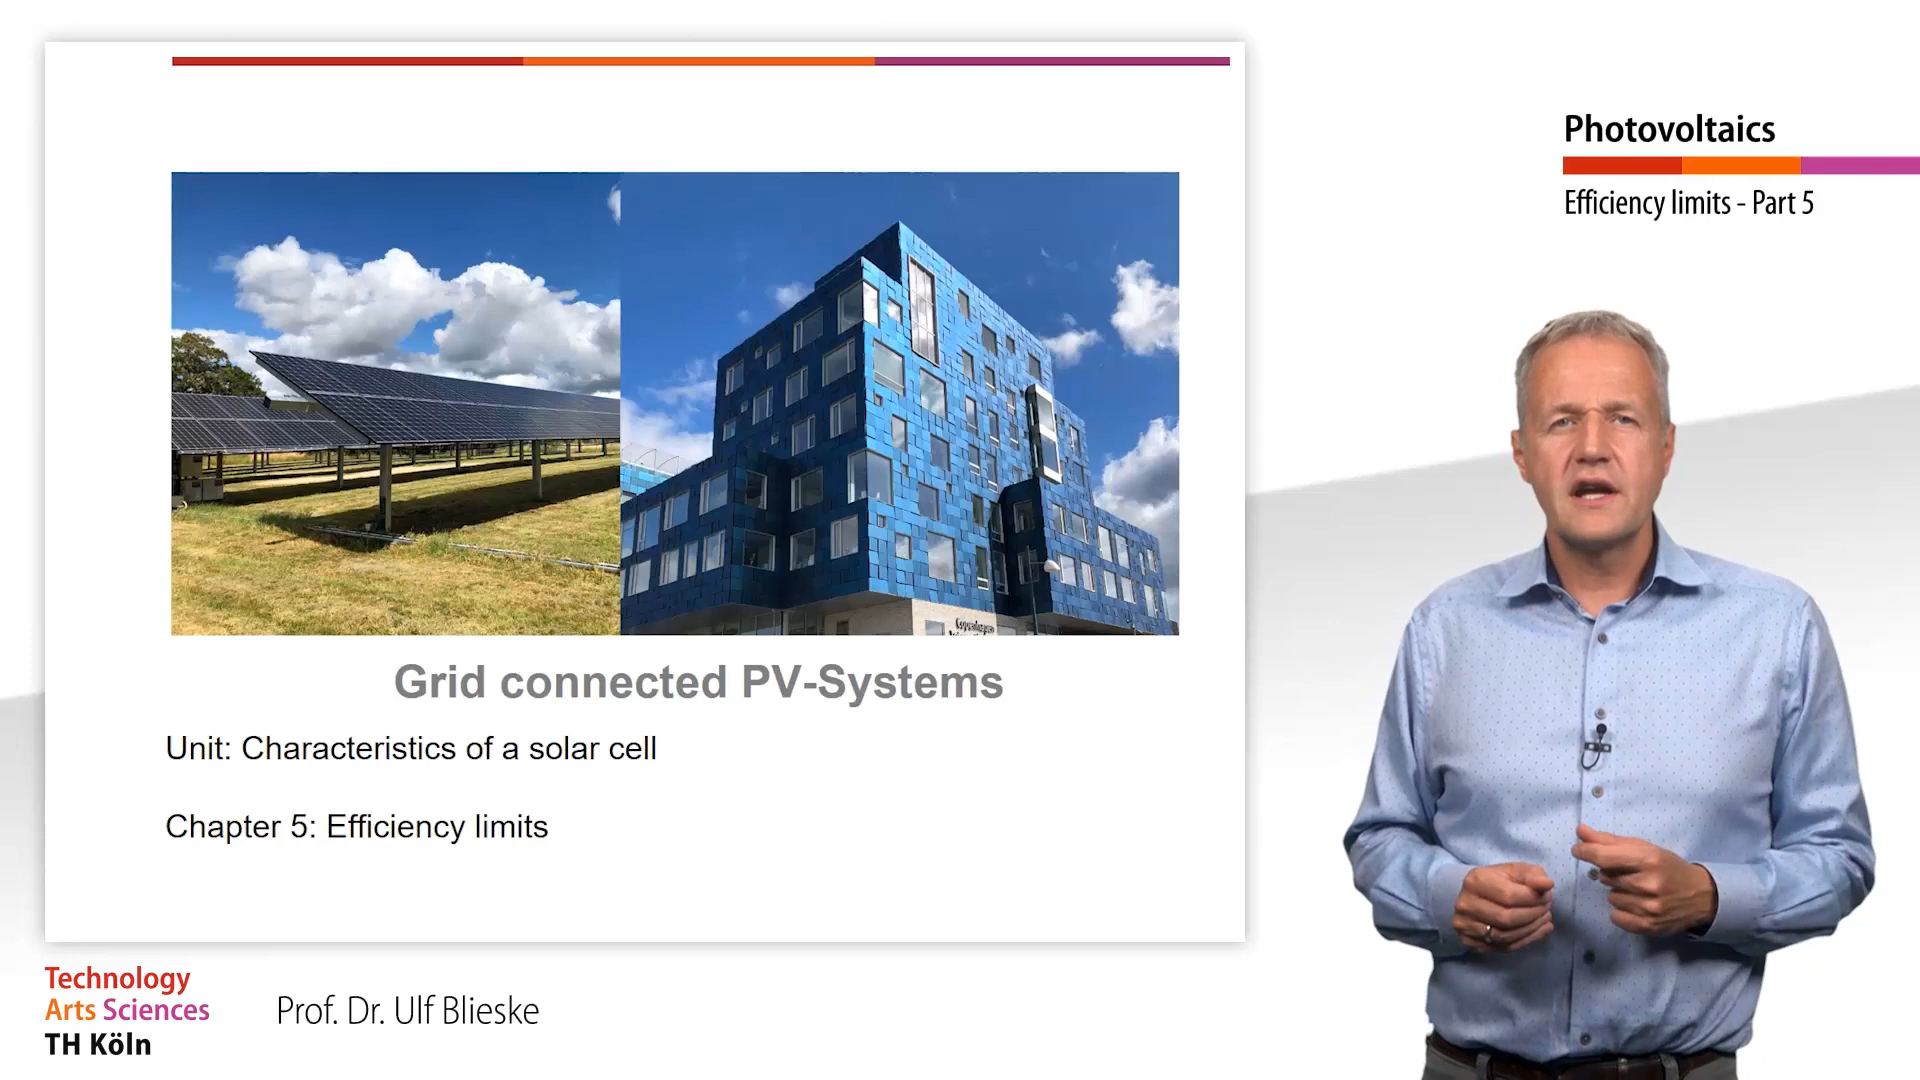 Photovoltaics
Efficiency limits - Part 5
Copenhagen
Grid connected PV-Systems
Unit: Characteristics of a solar cell
Chapter 5: Efficiency limits
Technology
Arts Sciences
TH Köln
Prof. Dr. Ulf Blieske